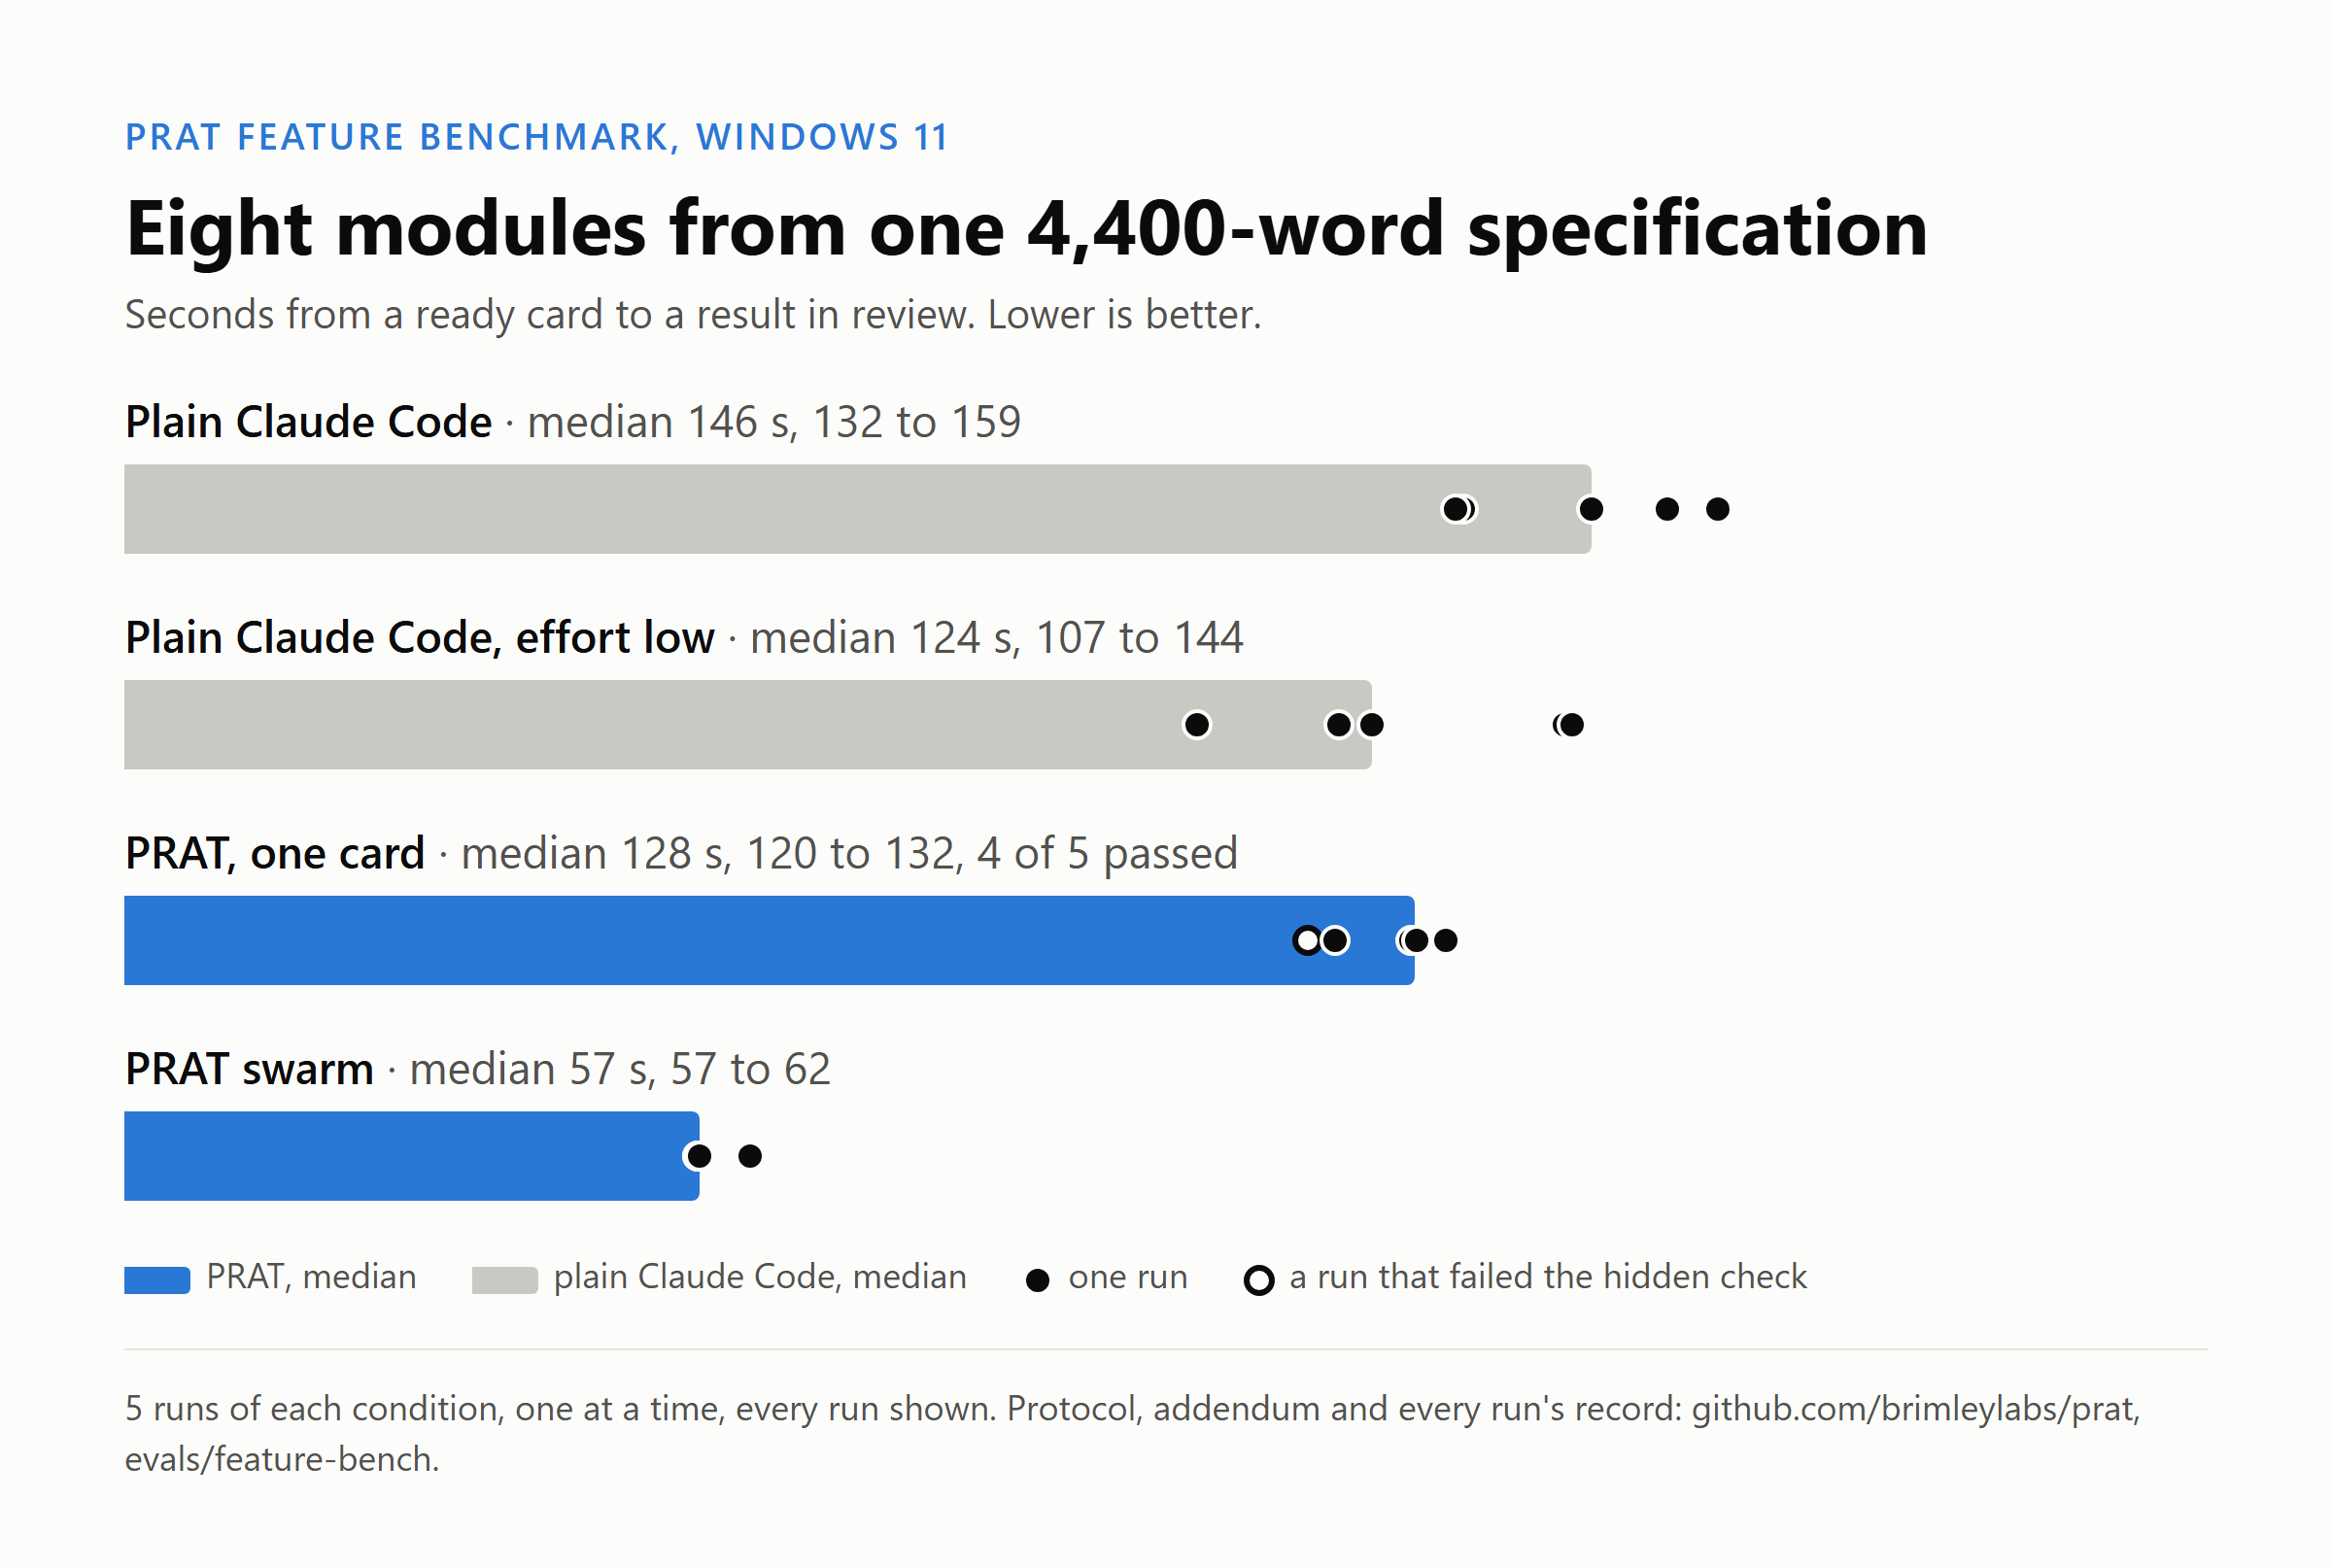 PRAT FEATURE BENCHMARK, WINDOWS 11
Eight modules from one 4,400-word specification
Seconds from a ready card to a result in review. Lower is better.
Plain Claude Code · median 146 s, 132 to 159
Plain Claude Code, effort low · median 124 s, 107 to 144
PRAT, one card · median 128 s, 120 to 132, 4 of 5 passed
PRAT swarm · median 57 s, 57 to 62
PRAT, median plain Claude Code, median one run a run that failed the hidden check
5 runs of each condition, one at a time, every run shown. Protocol, addendum and every run's record: github.com/brimleylabs/prat,
evals/feature-bench.